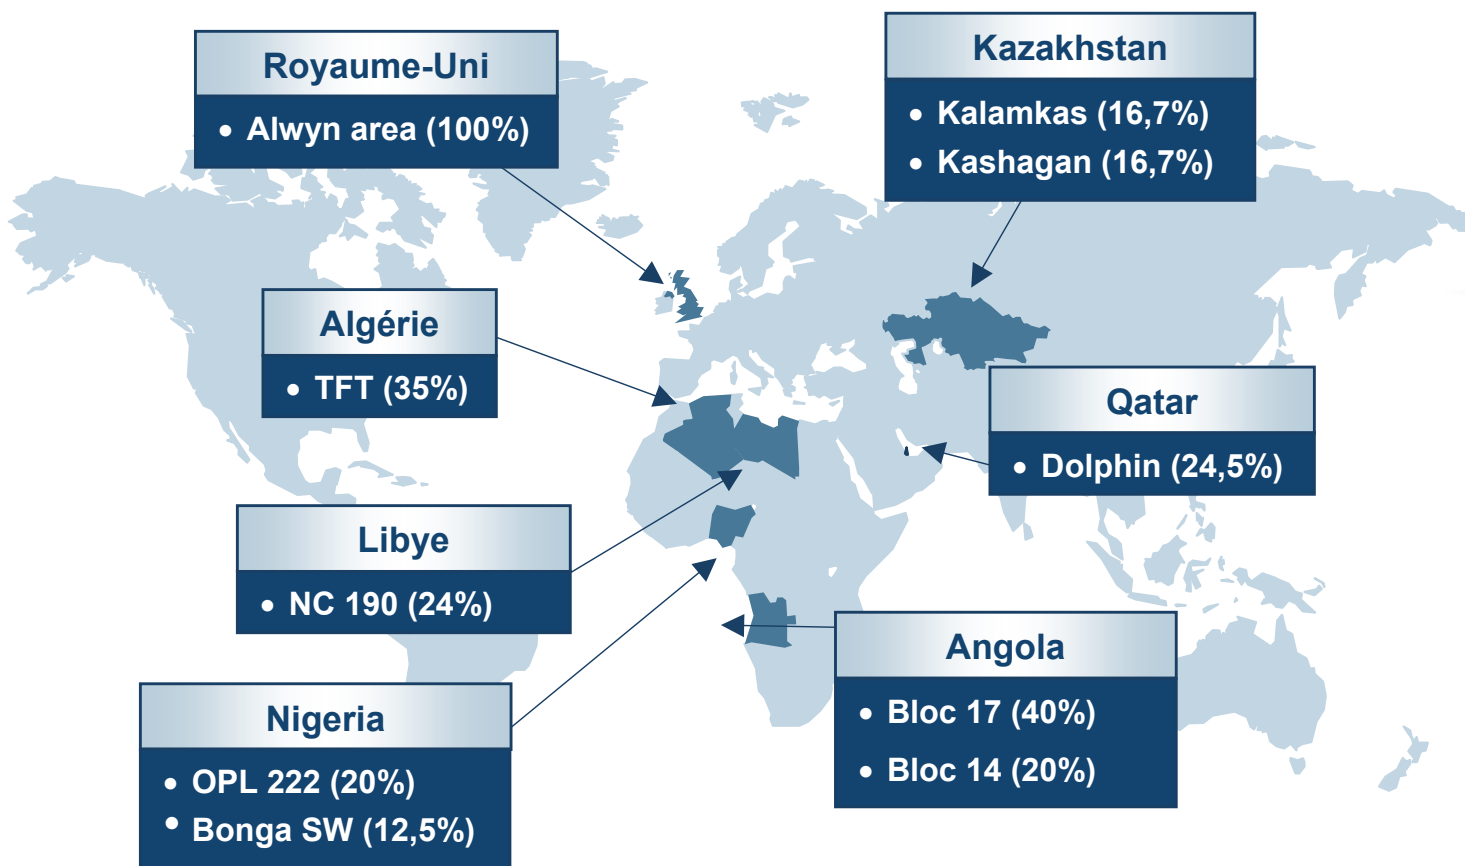 Royaume-Uni
• Alwyn area (100%)
Kazakhstan
• Kalamkas (16,7%)
• Kashagan (16,7%)
Algérie
• TFT (35%)
Qatar
• Dolphin (24,5%)
Libye
• NC 190 (24%)
Angola
• Bloc 17 (40%)
• Bloc 14 (20%)
Nigeria
• OPL 222 (20%)
• Bonga SW (12,5%)